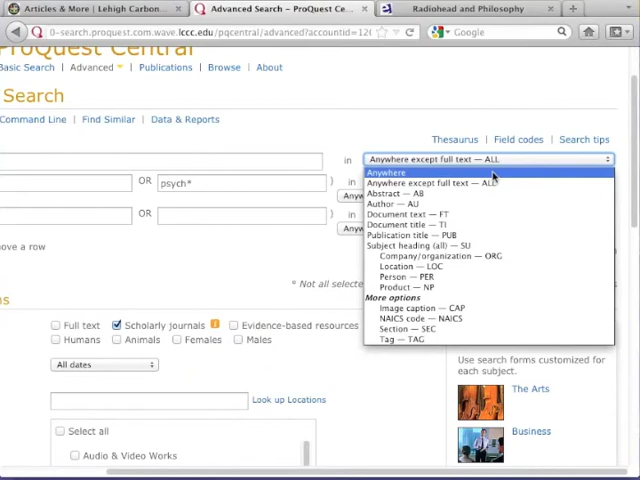 Articles & More | Lehigh Carbon...
Advanced Search - ProQuest Ce...
Radiohead and Philosophy
0-search.proquest.com.wave.lccc.edu/pqcentral/advanced?accountid=120
Google
ProQuest Central
Basic Search | Advanced | Publications | Browse | About
Search
Command Line | Find Similar | Data & Reports
Thesaurus | Field codes | Search tips
in Anywhere except full text — ALL
Anywhere
OR psych* ) in
Anywhere except full text — ALL
Abstract — AB
Author — AU
OR )
Document text — FT
Document title — TI
Publication title — PUB
Subject heading (all) — SU
Company/organization — ORG
Location — LOC
Person — PER
Product — NP
More options
Image caption — CAP
NAICS code — NAICS
Section — SEC
Tag — TAG
* Not all selecte
Full text Scholarly journals i Evidence-based resources
Humans Animals Females Males
All dates
Use search forms customized for
each subject.
The Arts
Look up Locations
Select all
Business
Audio & Video Works